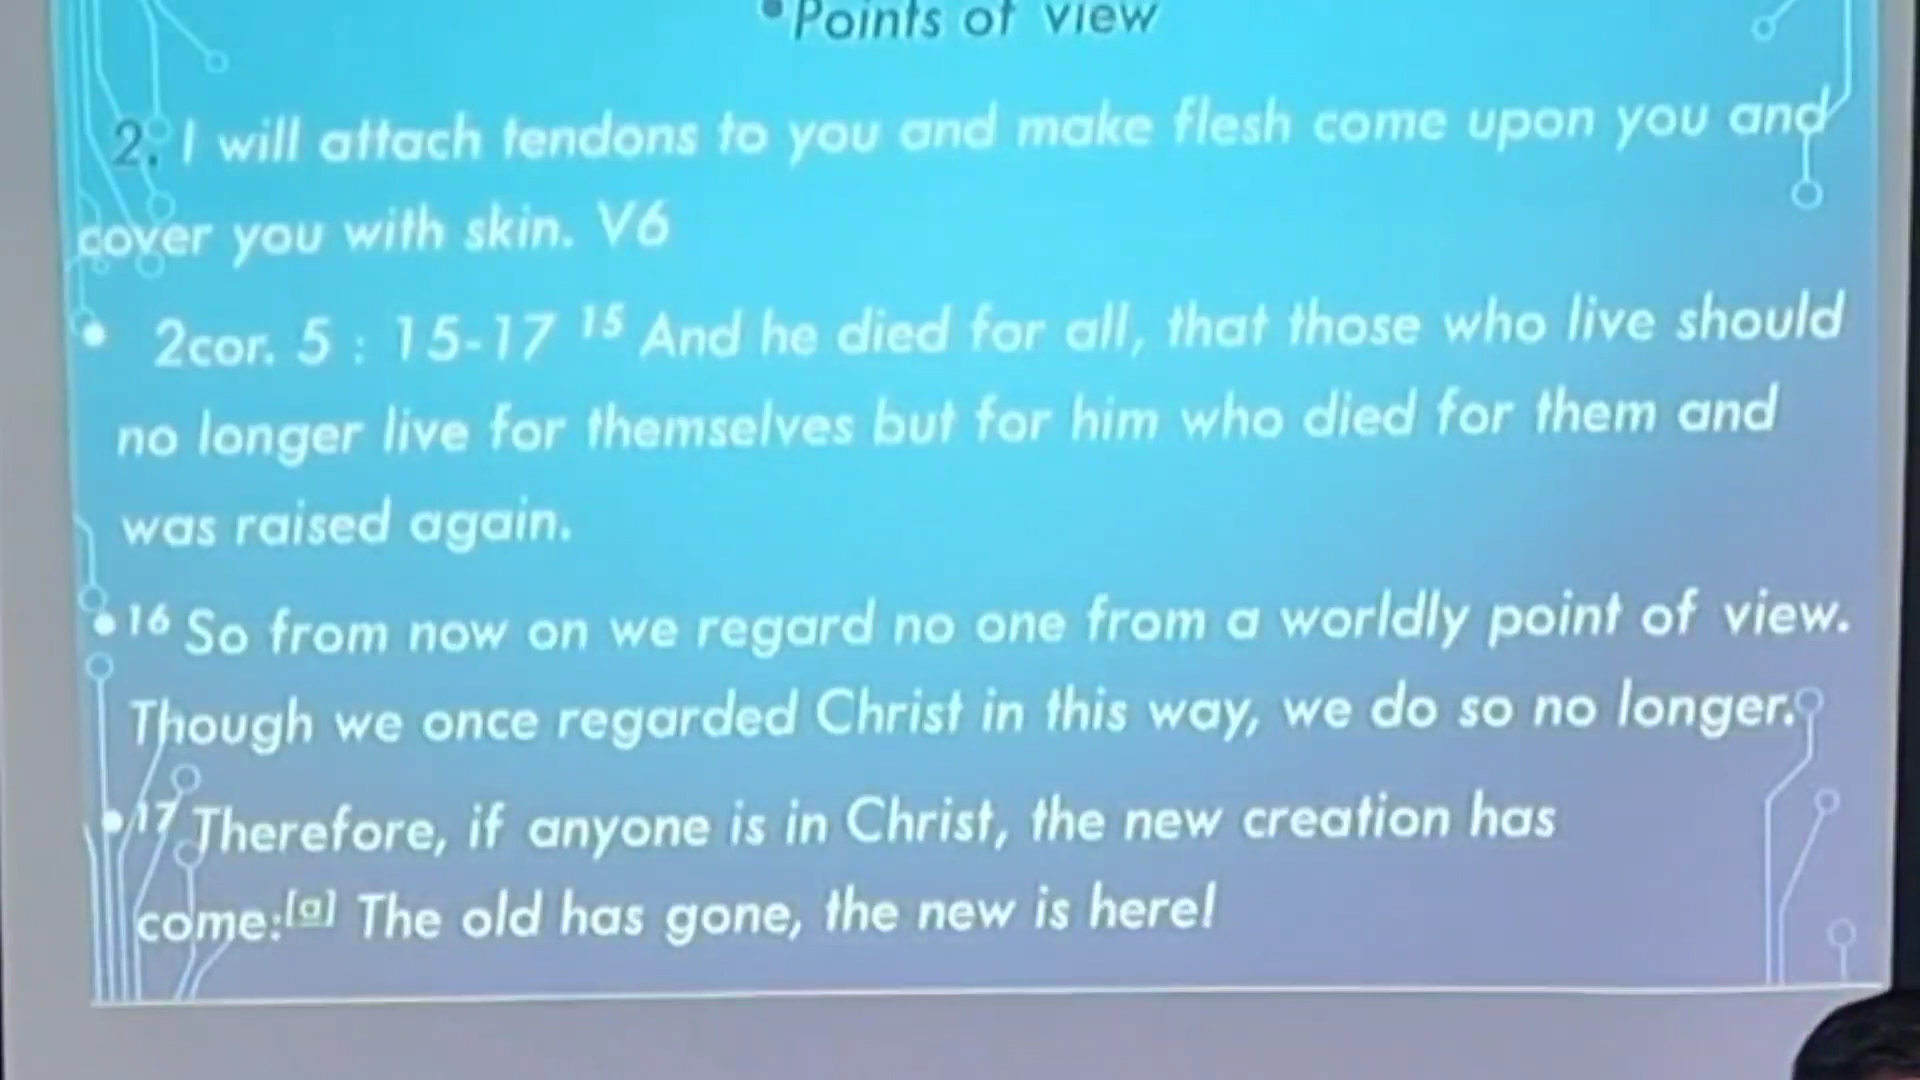 •Points of view
2. I will attach tendons to you and make flesh come upon you and
cover you with skin. V6
• 2cor. 5 : 15-17 15 And he died for all, that those who live should
no longer live for themselves but for him who died for them and
was raised again.
•16 So from now on we regard no one from a worldly point of view.
Though we once regarded Christ in this way, we do so no longer.
•17 Therefore, if anyone is in Christ, the new creation has
come:[a] The old has gone, the new is here!